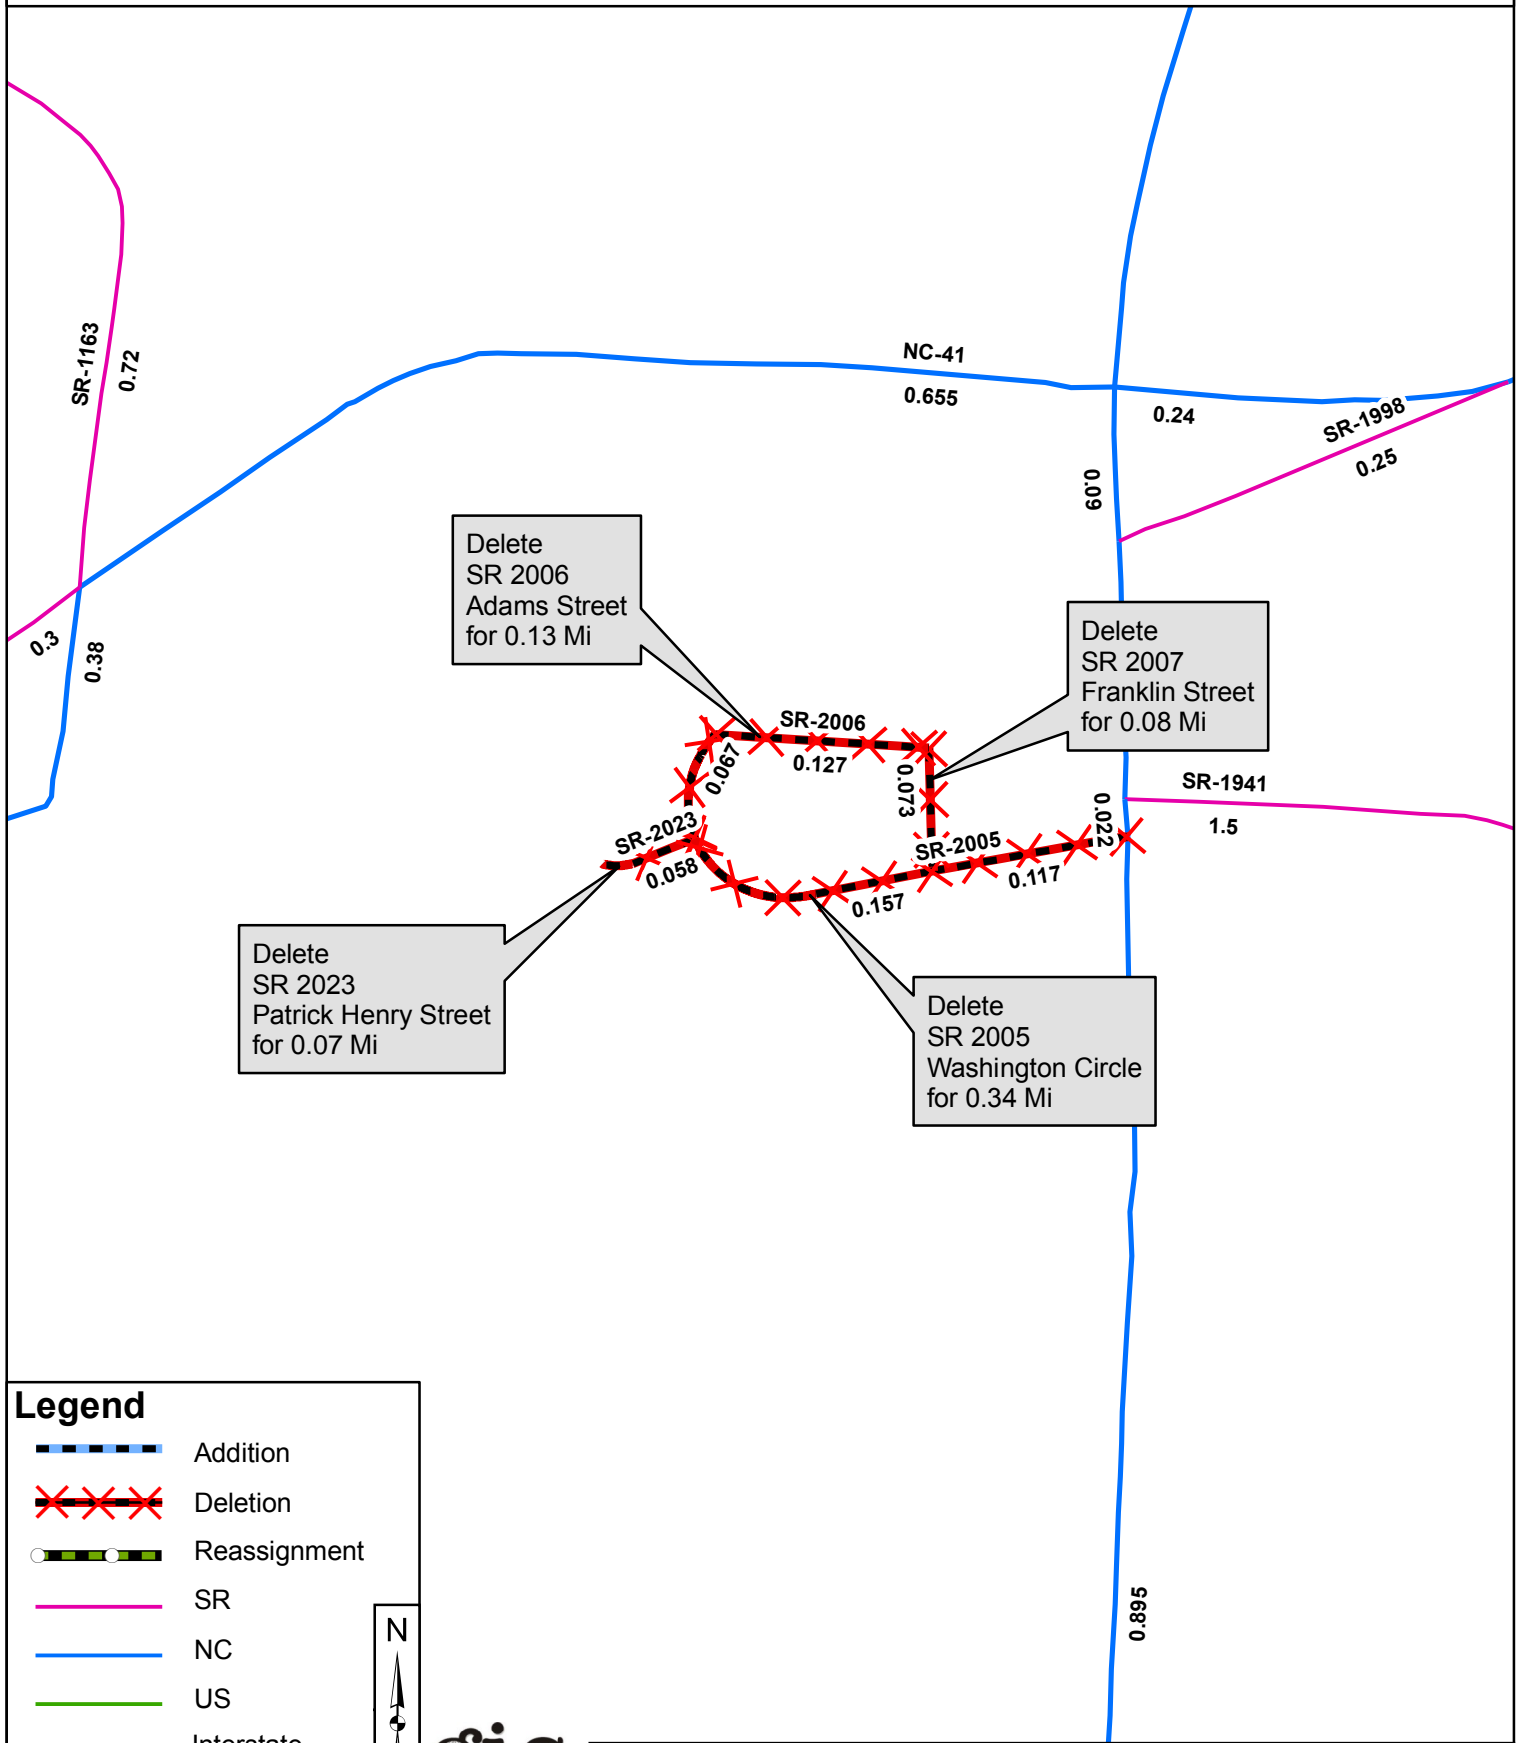 NC-41
0.655
SR-1163
0.72
0.24
SR-1998
0.25
0.09
Delete
SR 2006
Adams Street
for 0.13 Mi
0.3
0.38
Delete
SR 2007
Franklin Street
for 0.08 Mi
SR-2006
0.127
0.067
0.073
SR-1941
1.5
0.022
SR-2023
0.058
SR-2005
0.117
0.157
Delete
SR 2023
Patrick Henry Street
for 0.07 Mi
Delete
SR 2005
Washington Circle
for 0.34 Mi
0.895
Legend
Addition
Deletion
Reassignment
SR
NC
US
Interstate
N